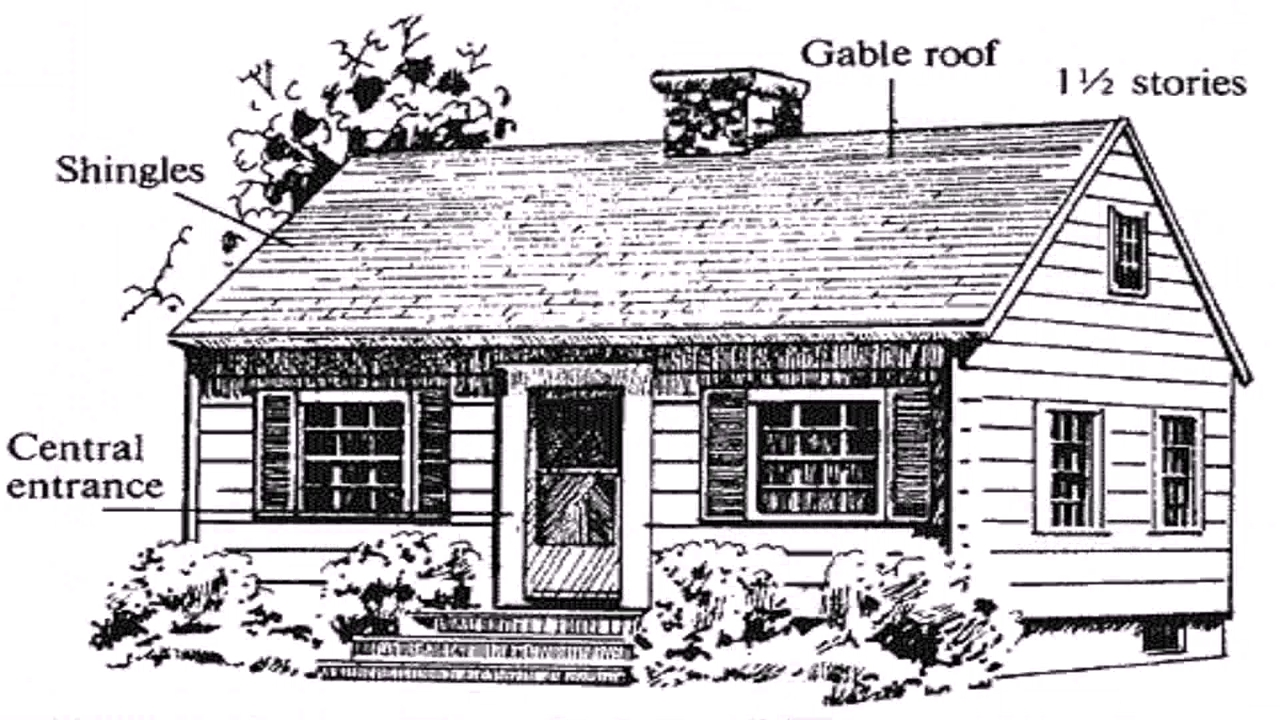 Gable roof
1½ stories
Shingles
Central
entrance